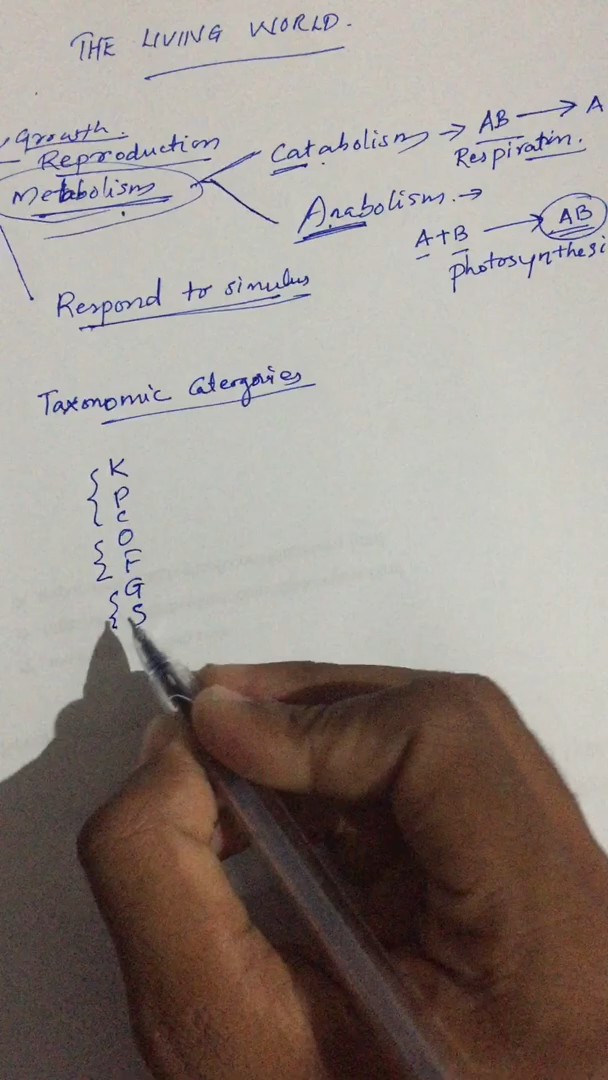 THE LIVING WORLD.
Growth.
Reproduction
Metabolism
Catabolism → AB → A
Respiration.
Anabolism. →
A+B → AB
photosynthesi
Respond to simulus
Taxonomic Catergories
K
P
C
O
F
G
S